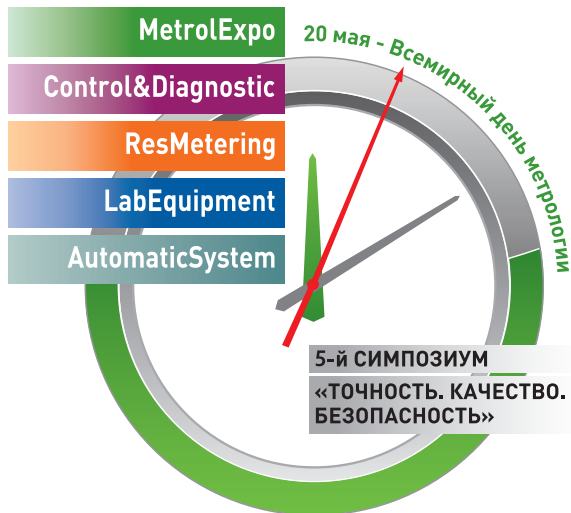 MetrolExpo
20 мая - Всемирный день метрологии
Control&Diagnostic
ResMetering
LabEquipment
AutomaticSystem
5-й СИМПОЗИУМ
«ТОЧНОСТЬ. КАЧЕСТВО.
БЕЗОПАСНОСТЬ»